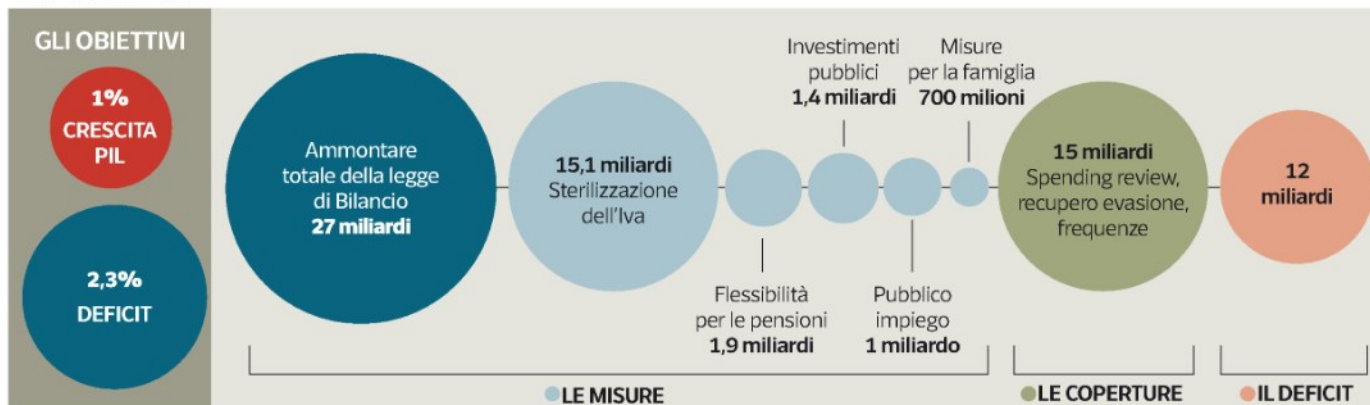 GLI OBIETTIVI
1%
CRESCITA
PIL
2,3%
DEFICIT
Ammontare
totale della legge
di Bilancio
27 miliardi
15,1 miliardi
Sterilizzazione
dell'Iva
Flessibilità
per le pensioni
1,9 miliardi
Investimenti
pubblici
1,4 miliardi
Pubblico
impiego
1 miliardo
Misure
per la famiglia
700 milioni
15 miliardi
Spending review,
recupero evasione,
frequenze
12
miliardi
LE MISURE
LE COPERTURE
IL DEFICIT